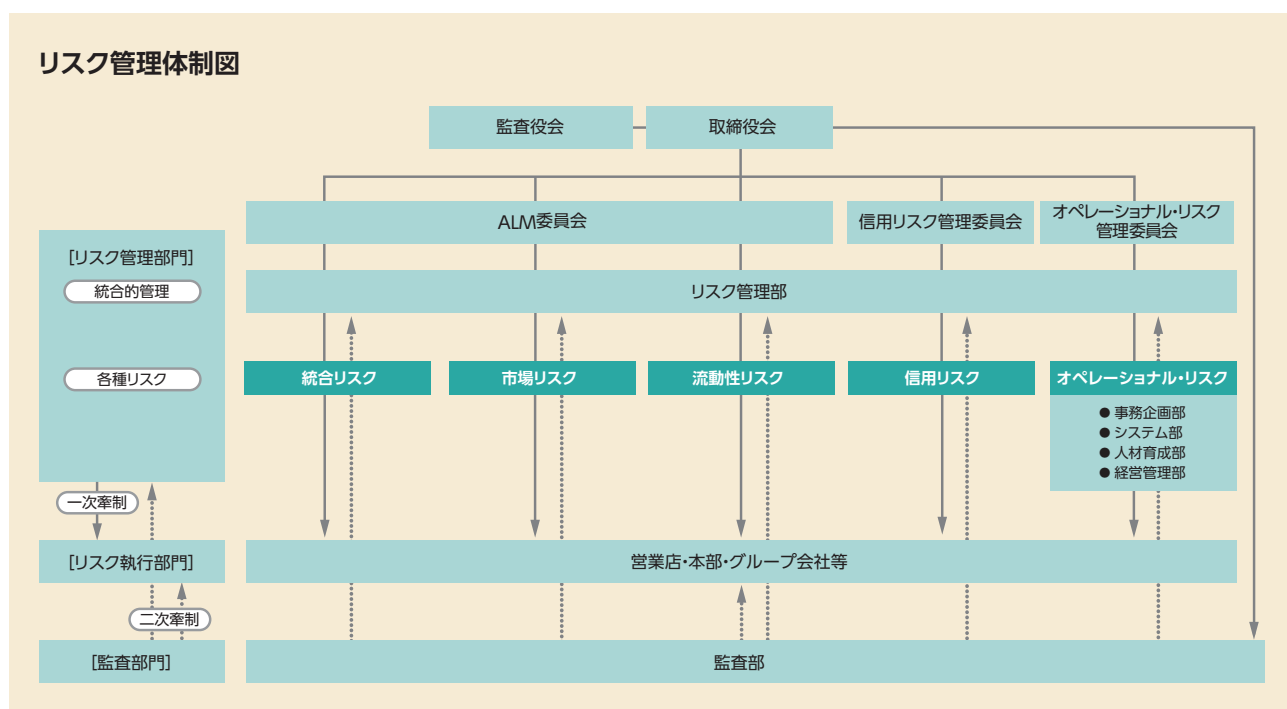 リスク管理体制図
監査役会
取締役会
ALM委員会
信用リスク管理委員会
オペレーショナル・リスク
管理委員会
[リスク管理部門]
統合的管理
リスク管理部
各種リスク
統合リスク
市場リスク
流動性リスク
信用リスク
オペレーショナル・リスク
● 事務企画部
● システム部
● 人材育成部
● 経営管理部
一次牽制
[リスク執行部門]
営業店・本部・グループ会社等
二次牽制
[監査部門]
監査部